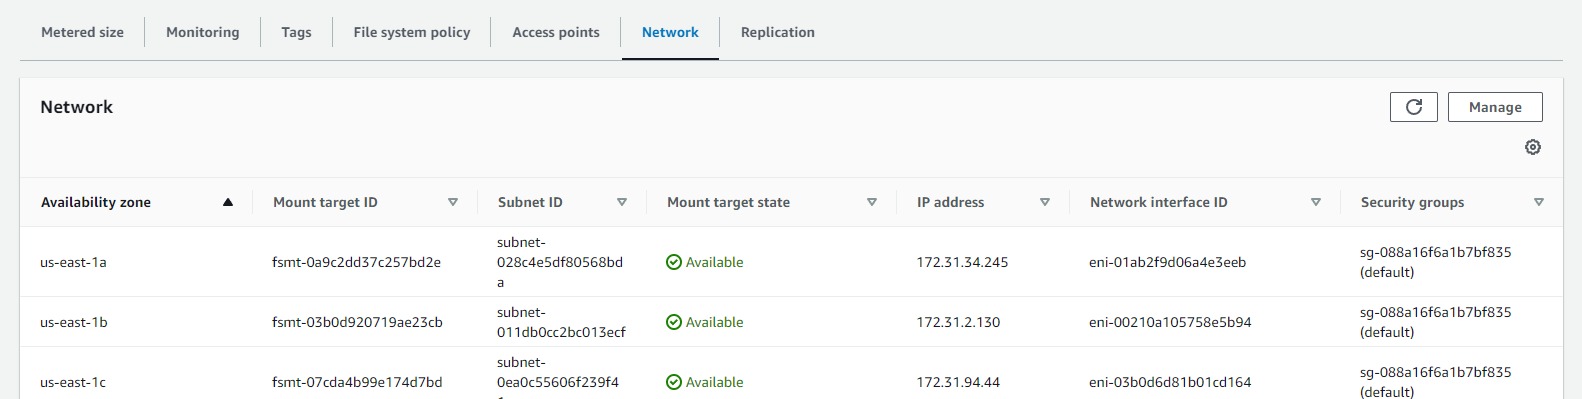 Metered size
Monitoring
Tags
File system policy
Access points
Network
Replication
Network
Manage
Availability zone
Mount target ID
Subnet ID
Mount target state
IP address
Network interface ID
Security groups
us-east-1a
fsmt-0a9c2dd37c257bd2e
subnet-
028c4e5df80568bd
a
Available
172.31.34.245
eni-01ab2f9d06a4e3eeb
sg-088a16f6a1b7bf835
(default)
us-east-1b
fsmt-03b0d920719ae23cb
subnet-
011db0cc2bc013ecf
Available
172.31.2.130
eni-00210a105758e5b94
sg-088a16f6a1b7bf835
(default)
us-east-1c
fsmt-07cda4b99e174d7bd
subnet-
0ea0c55606f239f4
Available
172.31.94.44
eni-03b0d6d81b01cd164
sg-088a16f6a1b7bf835
(default)